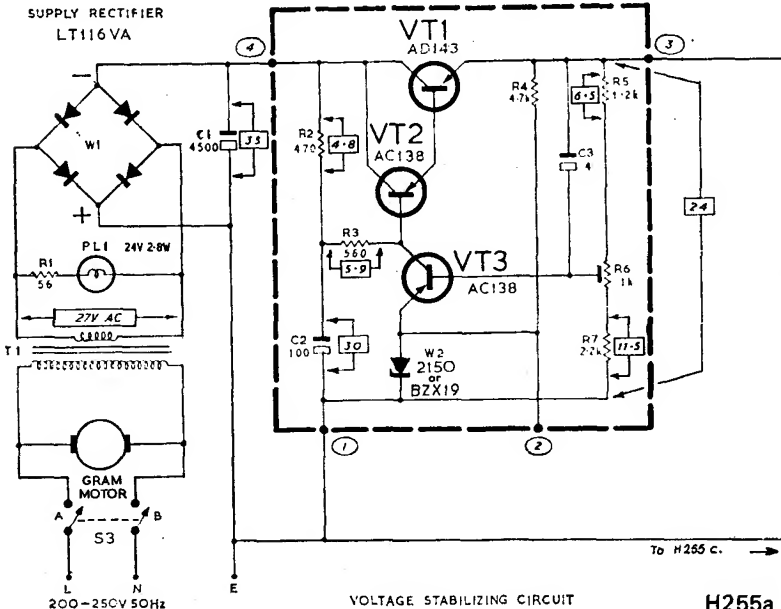 SUPPLY RECTIFIER
LT116VA
4
VT1
AD143
3
−
W1
+
C1
4500
35
R2
470
4·8
VT2
AC138
R4
4·7k
6·5
R5
1·2k
C3
4
24
PL1
24V 2·8W
R1
56
R3
560
5·9
VT3
AC138
R6
1k
27V AC
T1
C2
100
30
W2
2150
or
BZX19
R7
2·2k
11·5
GRAM
MOTOR
1
2
A
B
S3
To H255 c.
L
N
E
200-250V 50Hz
VOLTAGE STABILIZING CIRCUIT
H255a